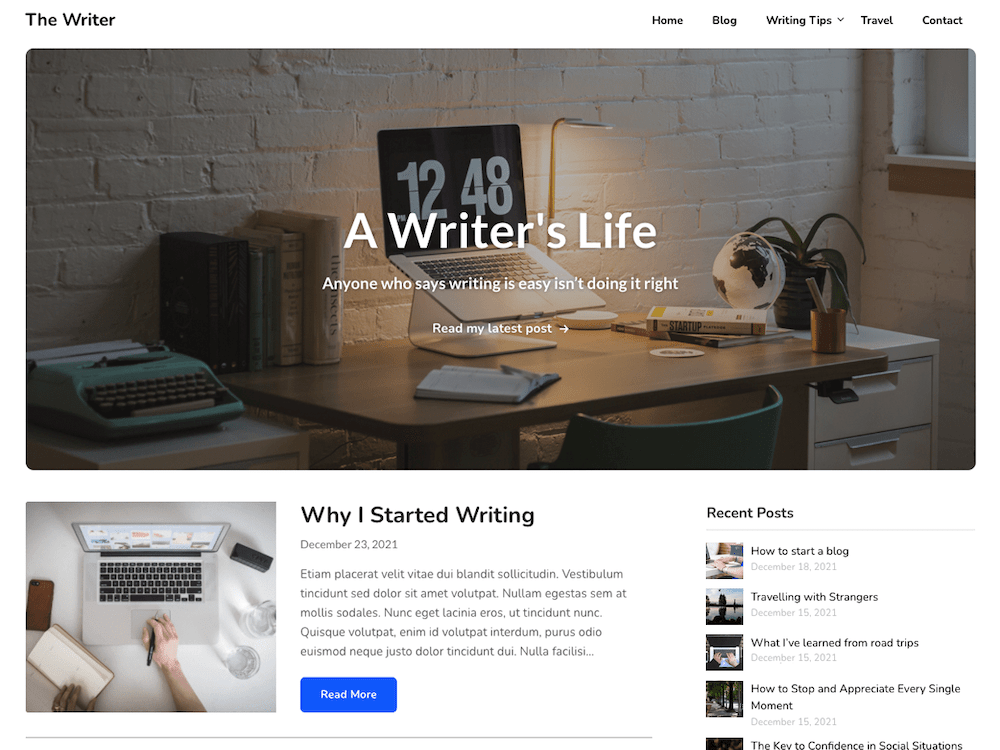 The Writer
Home Blog Writing Tips Travel Contact
12 48
PM
A Writer's Life
Anyone who says writing is easy isn't doing it right
Read my latest post →
STARTUP
Why I Started Writing
December 23, 2021
Etiam placerat velit vitae dui blandit sollicitudin. Vestibulum
tincidunt sed dolor sit amet volutpat. Nullam egestas sem at
mollis sodales. Nunc eget lacinia eros, ut tincidunt nunc.
Quisque volutpat, enim id volutpat interdum, purus odio
euismod neque justo dolor tincidunt dui. Nulla facilisi…
Read More
Recent Posts
How to start a blog
December 18, 2021
Travelling with Strangers
December 15, 2021
What I've learned from road trips
December 15, 2021
How to Stop and Appreciate Every Single
Moment
December 15, 2021
The Key to Confidence in Social Situations